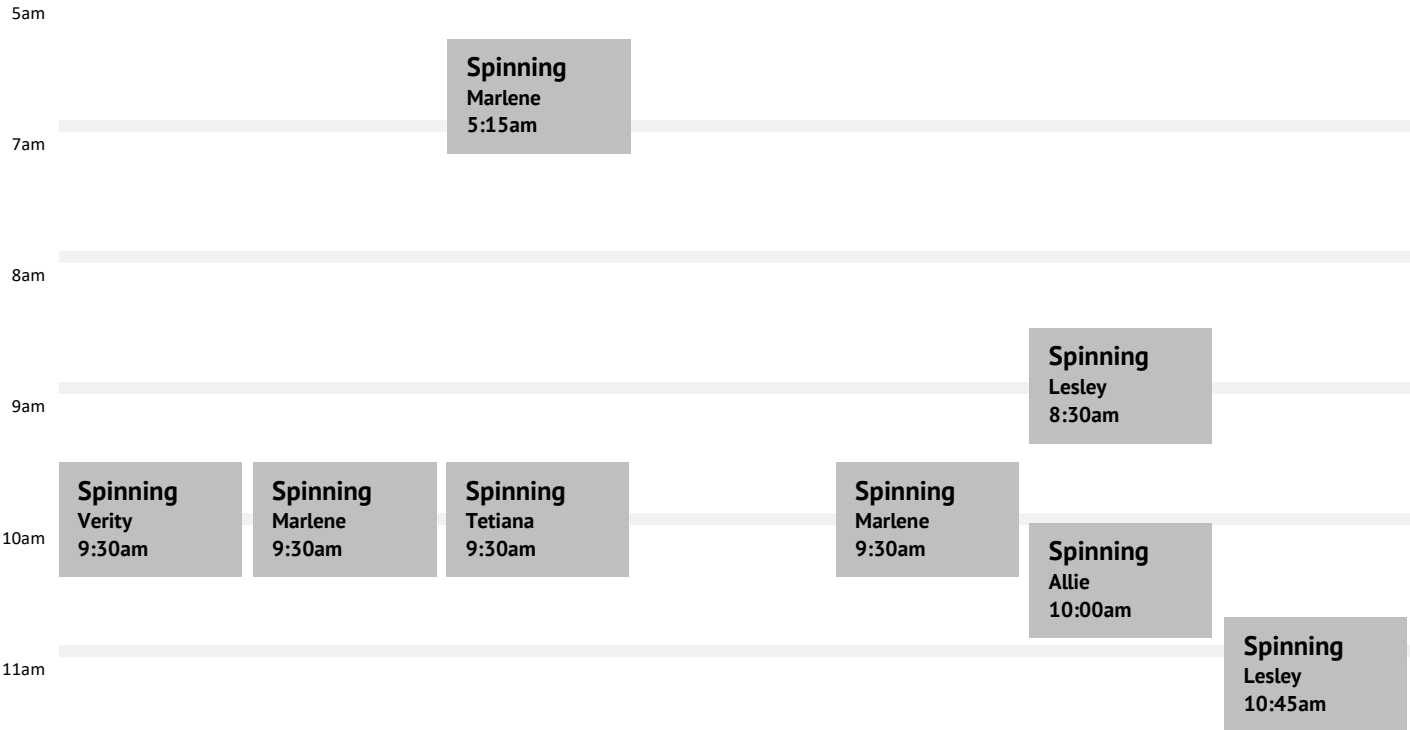 5am
Spinning
Marlene
5:15am
7am
8am
Spinning
Lesley
8:30am
9am
Spinning
Verity
9:30am
Spinning
Marlene
9:30am
Spinning
Tetiana
9:30am
Spinning
Marlene
9:30am
10am
Spinning
Allie
10:00am
11am
Spinning
Lesley
10:45am